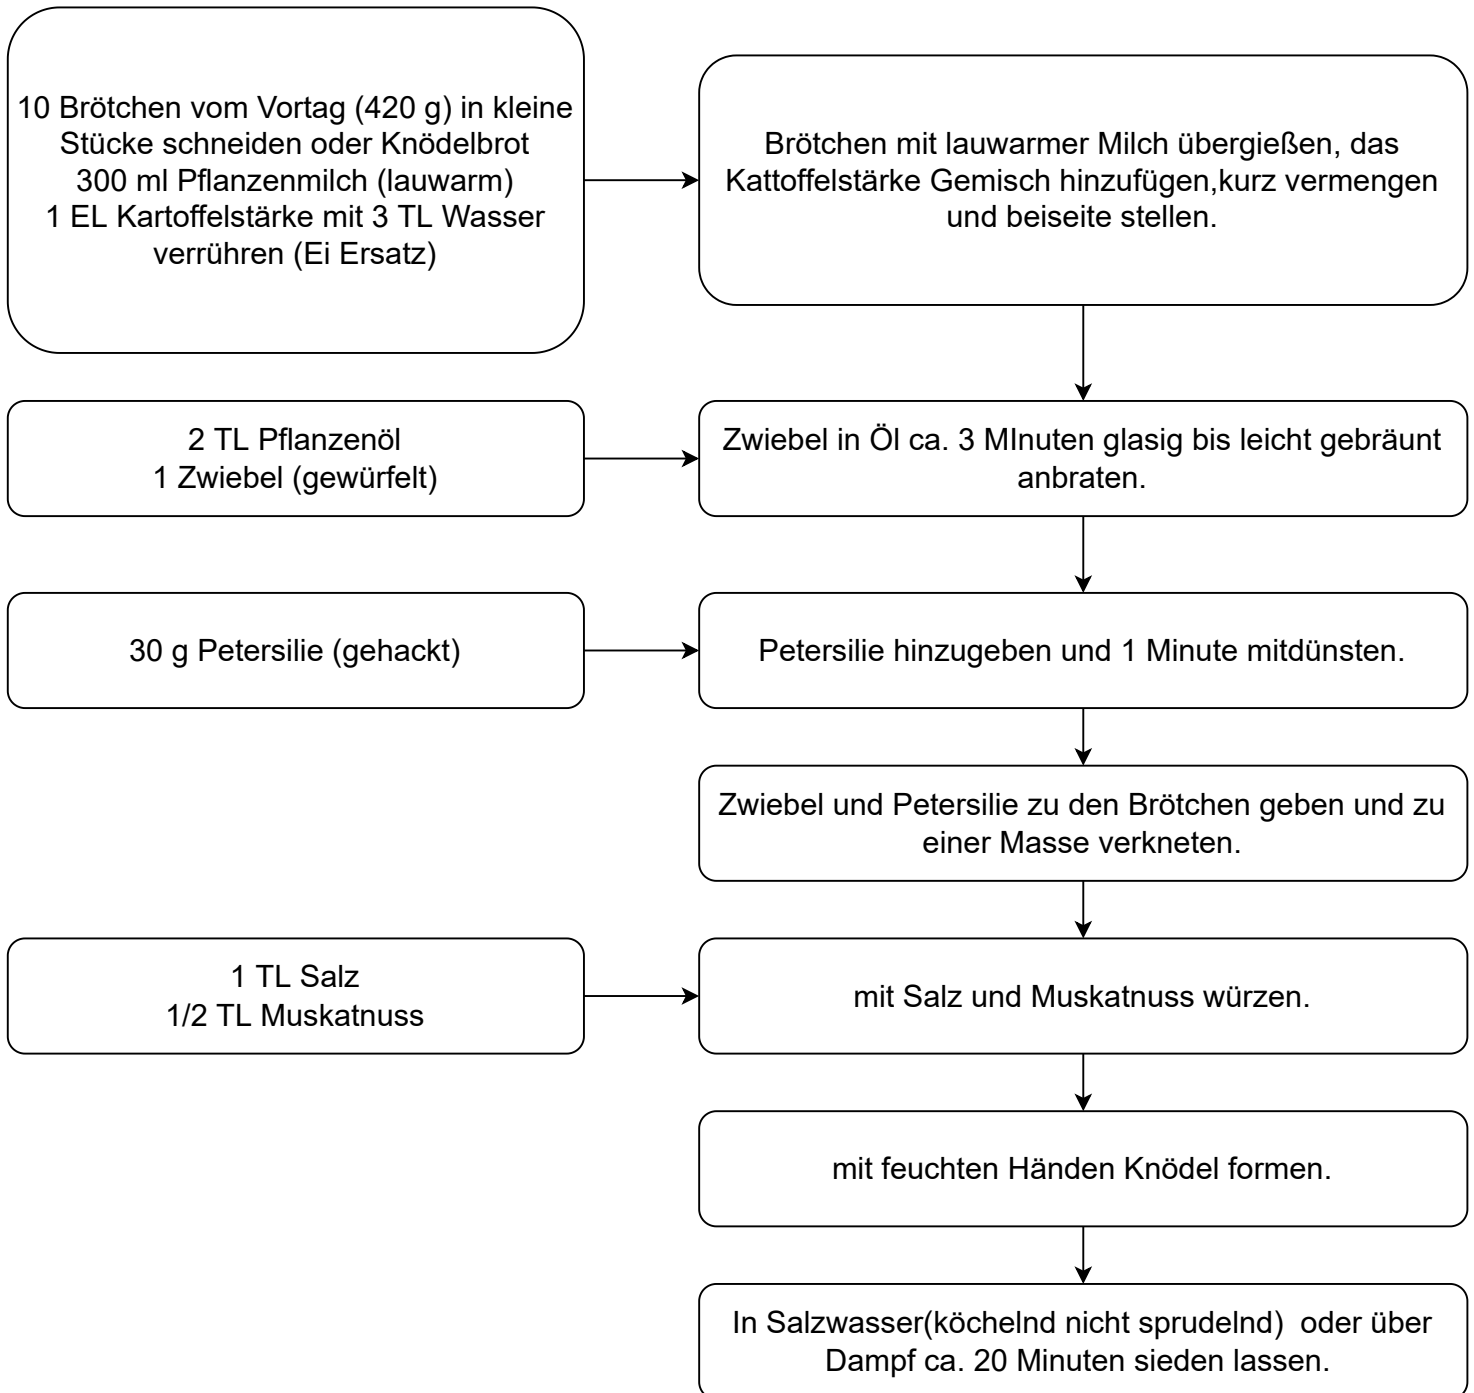 10 Brötchen vom Vortag (420 g) in kleine
Stücke schneiden oder Knödelbrot
300 ml Pflanzenmilch (lauwarm)
1 EL Kartoffelstärke mit 3 TL Wasser
verrühren (Ei Ersatz)
Brötchen mit lauwarmer Milch übergießen, das
Kattoffelstärke Gemisch hinzufügen,kurz vermengen
und beiseite stellen.
2 TL Pflanzenöl
1 Zwiebel (gewürfelt)
Zwiebel in Öl ca. 3 MInuten glasig bis leicht gebräunt
anbraten.
30 g Petersilie (gehackt)
Petersilie hinzugeben und 1 Minute mitdünsten.
Zwiebel und Petersilie zu den Brötchen geben und zu
einer Masse verkneten.
1 TL Salz
1/2 TL Muskatnuss
mit Salz und Muskatnuss würzen.
mit feuchten Händen Knödel formen.
In Salzwasser(köchelnd nicht sprudelnd)  oder über
Dampf ca. 20 Minuten sieden lassen.